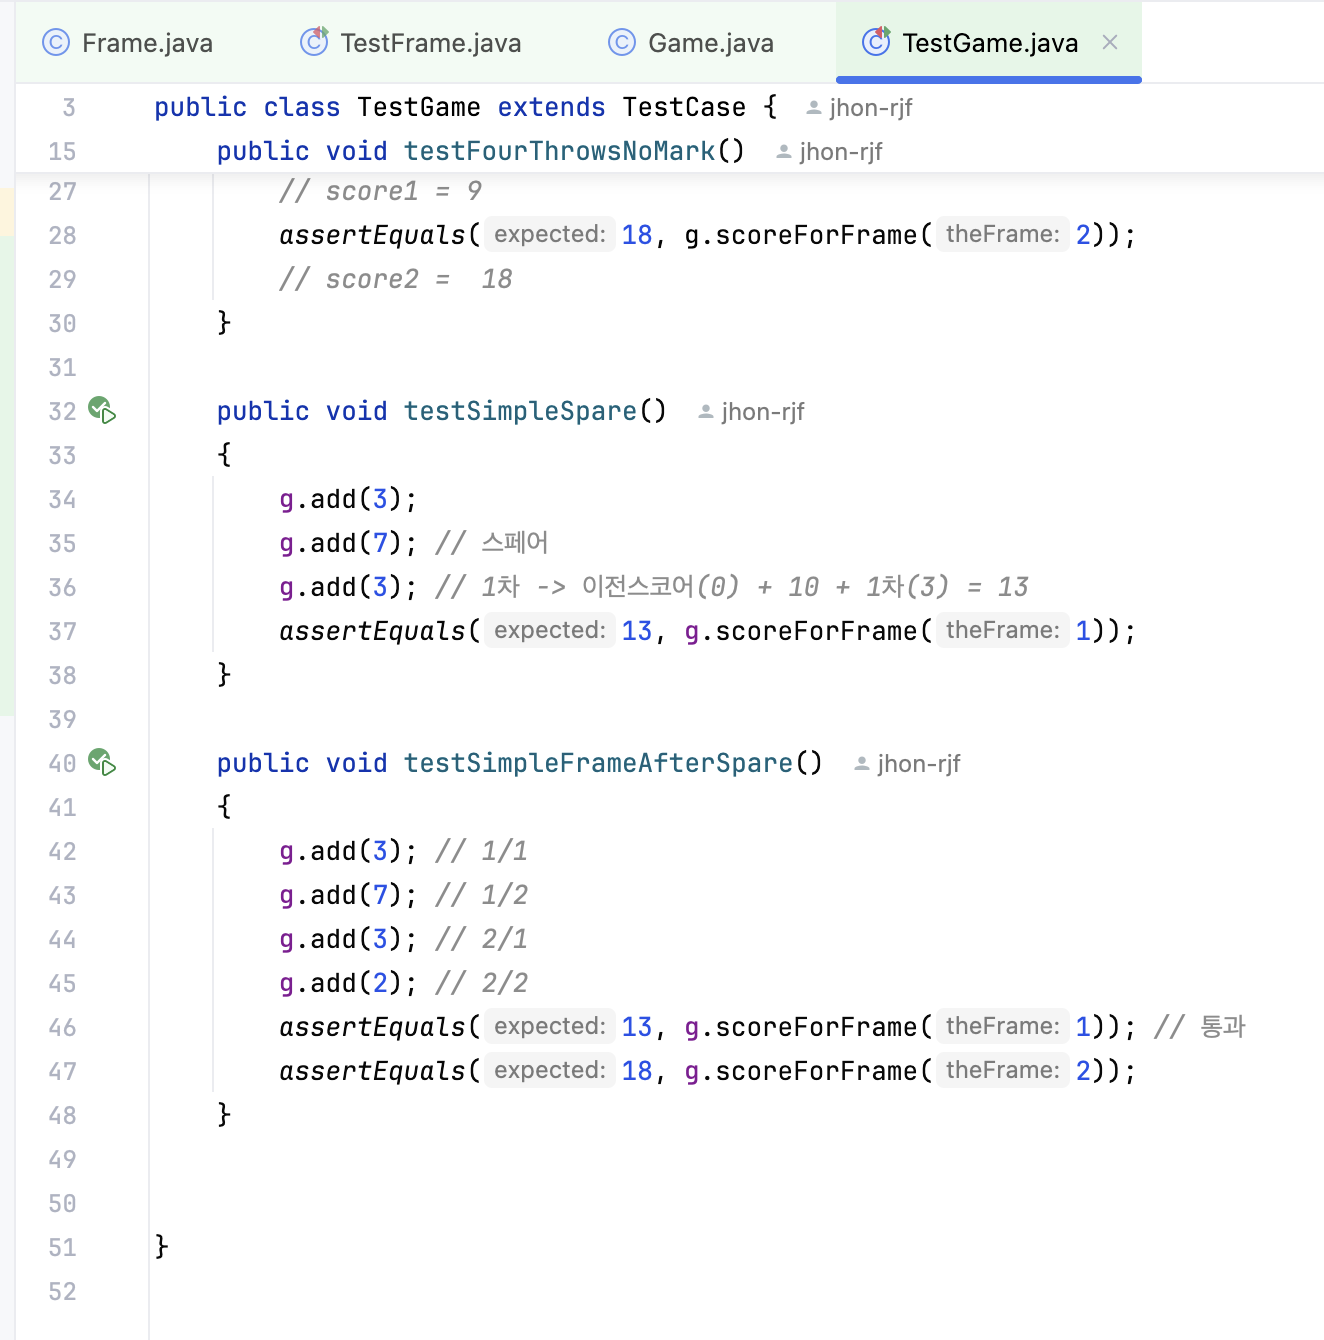 Frame.java TestFrame.java Game.java TestGame.java
3 public class TestGame extends TestCase { jhon-rjf
15 public void testFourThrowsNoMark() jhon-rjf
27 // score1 = 9
28 assertEquals( expected: 18, g.scoreForFrame( theFrame: 2));
29 // score2 =  18
30 }
31
32 public void testSimpleSpare() jhon-rjf
33 {
34 g.add(3);
35 g.add(7); // 스페어
36 g.add(3); // 1차 -> 이전스코어(0) + 10 + 1차(3) = 13
37 assertEquals( expected: 13, g.scoreForFrame( theFrame: 1));
38 }
39
40 public void testSimpleFrameAfterSpare() jhon-rjf
41 {
42 g.add(3); // 1/1
43 g.add(7); // 1/2
44 g.add(3); // 2/1
45 g.add(2); // 2/2
46 assertEquals( expected: 13, g.scoreForFrame( theFrame: 1)); // 통과
47 assertEquals( expected: 18, g.scoreForFrame( theFrame: 2));
48 }
49
50
51 }
52